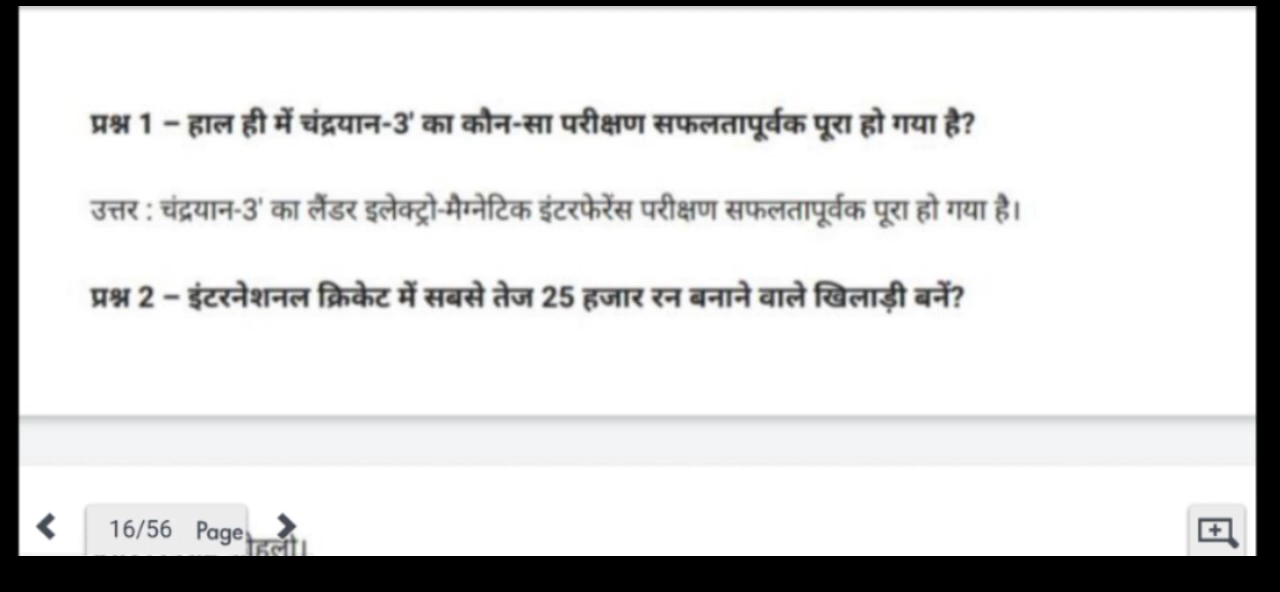 प्रश्न 1 – हाल ही में चंद्रयान-3' का कौन-सा परीक्षण सफलतापूर्वक पूरा हो गया है?
उत्तर : चंद्रयान-3' का लैंडर इलेक्ट्रो-मैग्नेटिक इंटरफेरेंस परीक्षण सफलतापूर्वक पूरा हो गया है।
प्रश्न 2 – इंटरनेशनल क्रिकेट में सबसे तेज 25 हजार रन बनाने वाले खिलाड़ी बनें?
16/56 Page